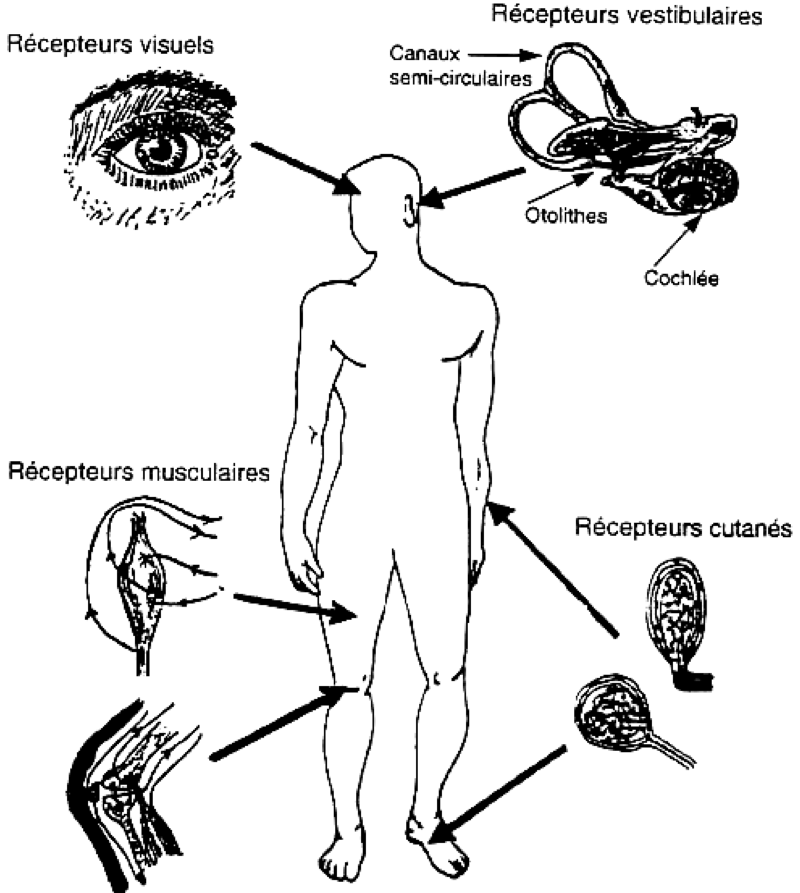 Récepteurs visuels
Récepteurs vestibulaires
Canaux
semi-circulaires
Otolithes
Cochlée
Récepteurs musculaires
Récepteurs cutanés